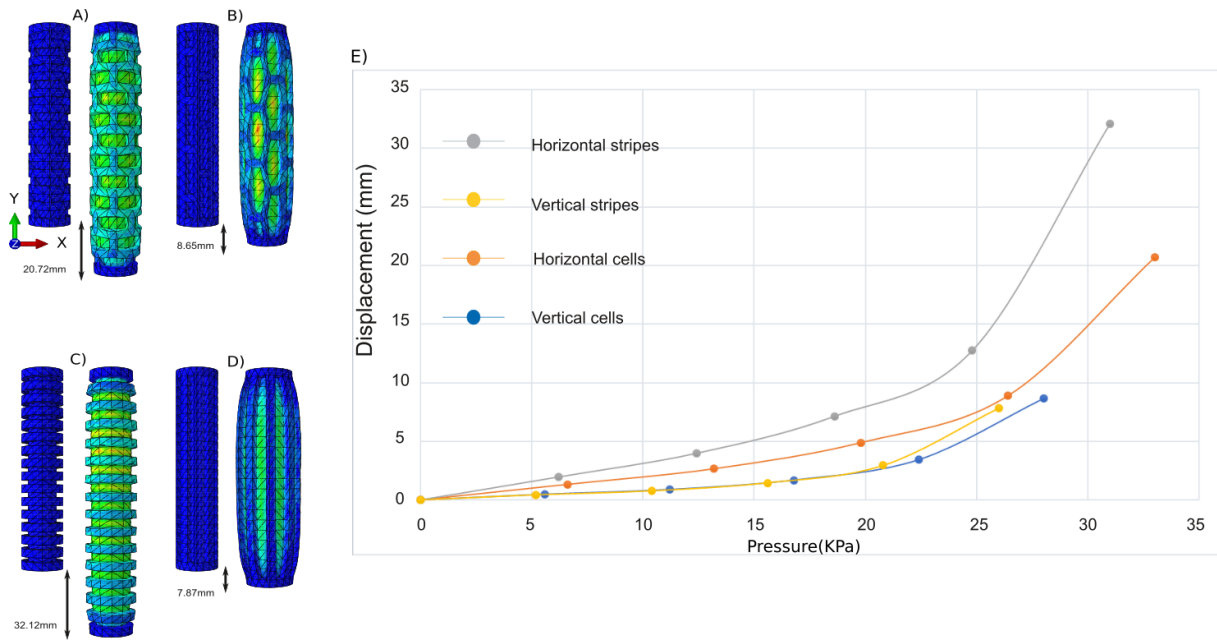 A)
B)
Y
Z
X
20.72mm
8.65mm
C)
D)
32.12mm
7.87mm
E)
35
30
25
20
15
10
5
0
Displacement (mm)
Horizontal stripes
Vertical stripes
Horizontal cells
Vertical cells
0 5 10 15 20 25 30 35
Pressure(KPa)